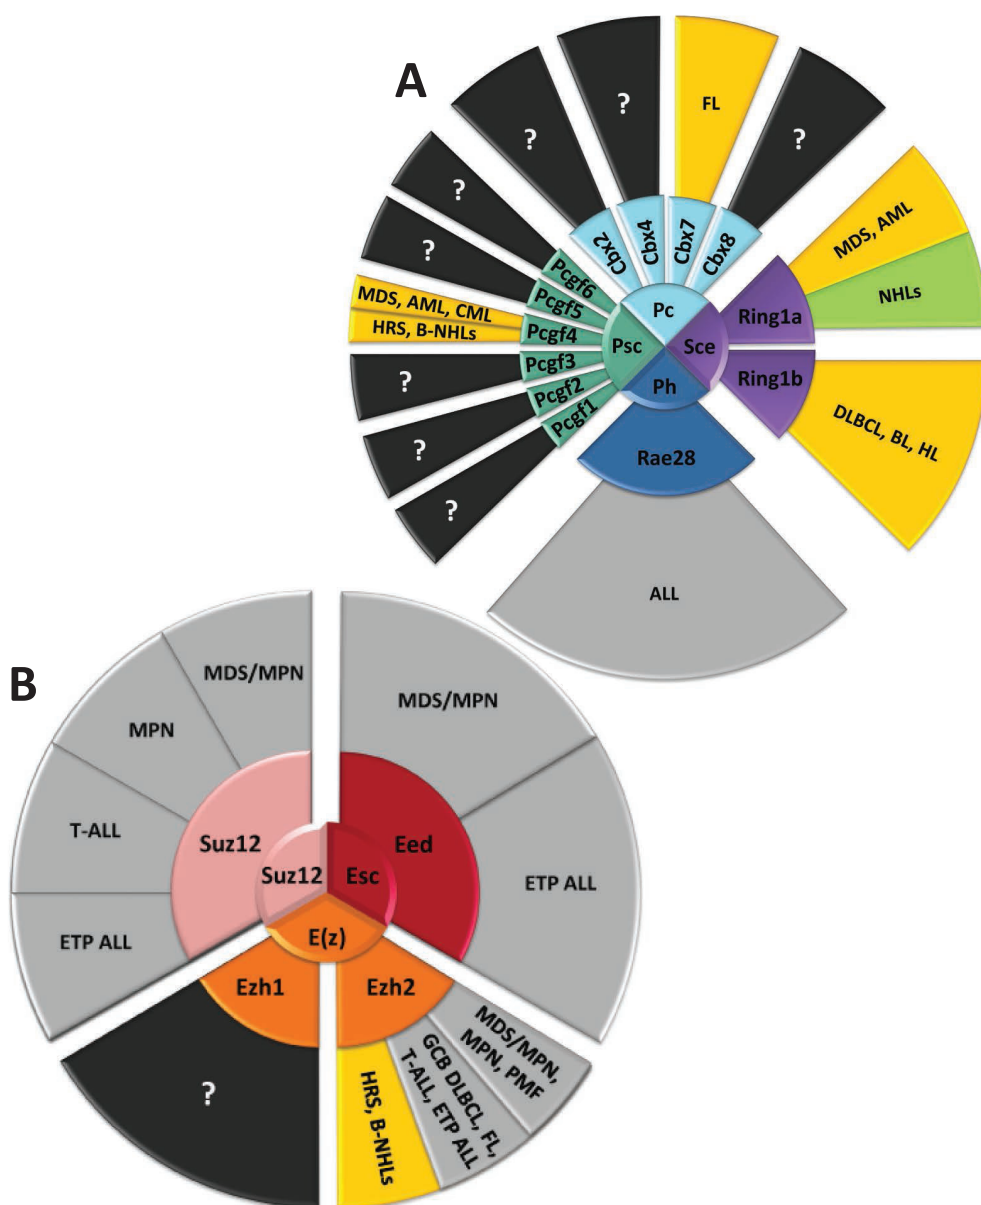 A
?
?
FL
?
?
?
MDS, AML, CML
HRS, B-NHLs
?
?
?
Cbx2
Cbx4
Cbx7
Cbx8
Pcgf6
Pcgf5
Pcgf4
Pcgf3
Pcgf2
Pcgf1
Pc
Psc
Sce
Ph
Ring1a
Ring1b
MDS, AML
NHLs
DLBCL, BL, HL
Rae28
ALL
B
MDS/MPN
MPN
T-ALL
ETP ALL
Suz12
Suz12
Esc
Eed
MDS/MPN
ETP ALL
E(z)
Ezh1
Ezh2
?
HRS, B-NHLs
GCB DLBCL, FL,
T-ALL, ETP ALL
MDS/MPN,
MPN, PMF